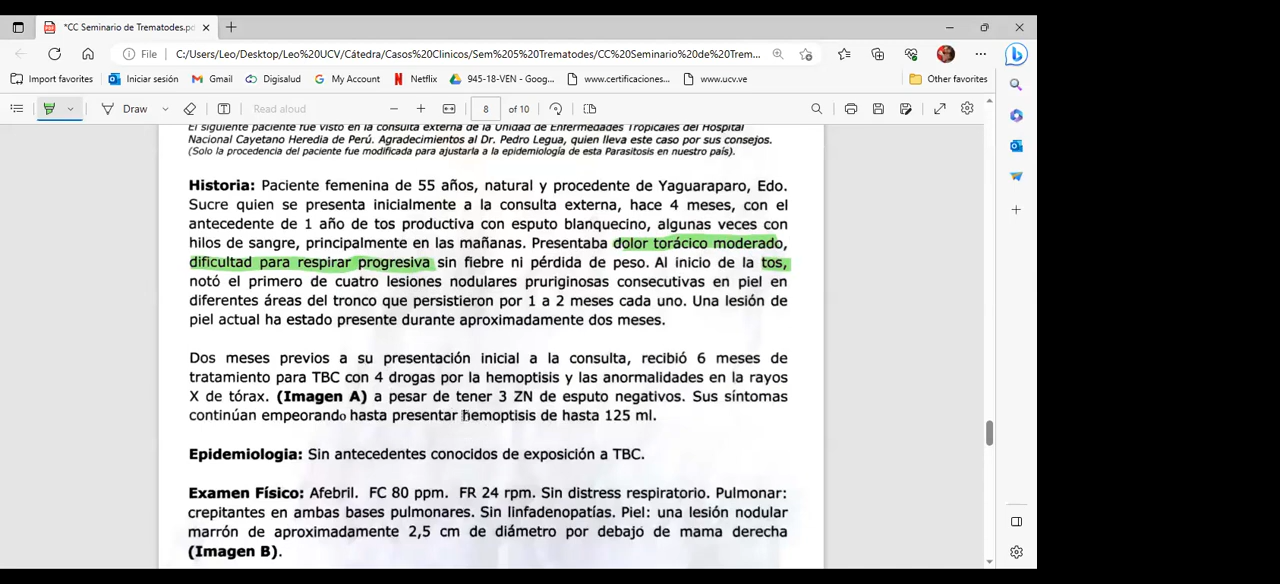 *CC Seminario de Trematodes.pd
File
C:/Users/Leo/Desktop/Leo%20UCV/Cátedra/Casos%20Clinicos/Sem%205%20Trematodes/CC%20Seminario%20de%20Trem...
Import favorites
Iniciar sesión
Gmail
Digisalud
My Account
Netflix
945-18-VEN - Goog...
www.certificaciones...
www.ucv.ve
Other favorites
Draw
Read aloud
8
of 10
El siguiente paciente fue visto en la consulta externa de la Unidad de Enfermedades Tropicales del Hospital
Nacional Cayetano Heredia de Perú. Agradecimientos al Dr. Pedro Legua, quien lleva este caso por sus consejos.
(Solo la procedencia del paciente fue modificada para ajustarla a la epidemiología de esta Parasitosis en nuestro país).
Historia: Paciente femenina de 55 años, natural y procedente de Yaguaraparo, Edo.
Sucre quien se presenta inicialmente a la consulta externa, hace 4 meses, con el
antecedente de 1 año de tos productiva con esputo blanquecino, algunas veces con
hilos de sangre, principalmente en las mañanas. Presentaba dolor torácico moderado,
dificultad para respirar progresiva sin fiebre ni pérdida de peso. Al inicio de la tos,
notó el primero de cuatro lesiones nodulares pruriginosas consecutivas en piel en
diferentes áreas del tronco que persistieron por 1 a 2 meses cada uno. Una lesión de
piel actual ha estado presente durante aproximadamente dos meses.
Dos meses previos a su presentación inicial a la consulta, recibió 6 meses de
tratamiento para TBC con 4 drogas por la hemoptisis y las anormalidades en la rayos
X de tórax. (Imagen A) a pesar de tener 3 ZN de esputo negativos. Sus síntomas
continúan empeorando hasta presentar hemoptisis de hasta 125 ml.
Epidemiologia: Sin antecedentes conocidos de exposición a TBC.
Examen Físico: Afebril. FC 80 ppm. FR 24 rpm. Sin distress respiratorio. Pulmonar:
crepitantes en ambas bases pulmonares. Sin linfadenopatías. Piel: una lesión nodular
marrón de aproximadamente 2,5 cm de diámetro por debajo de mama derecha
(Imagen B).